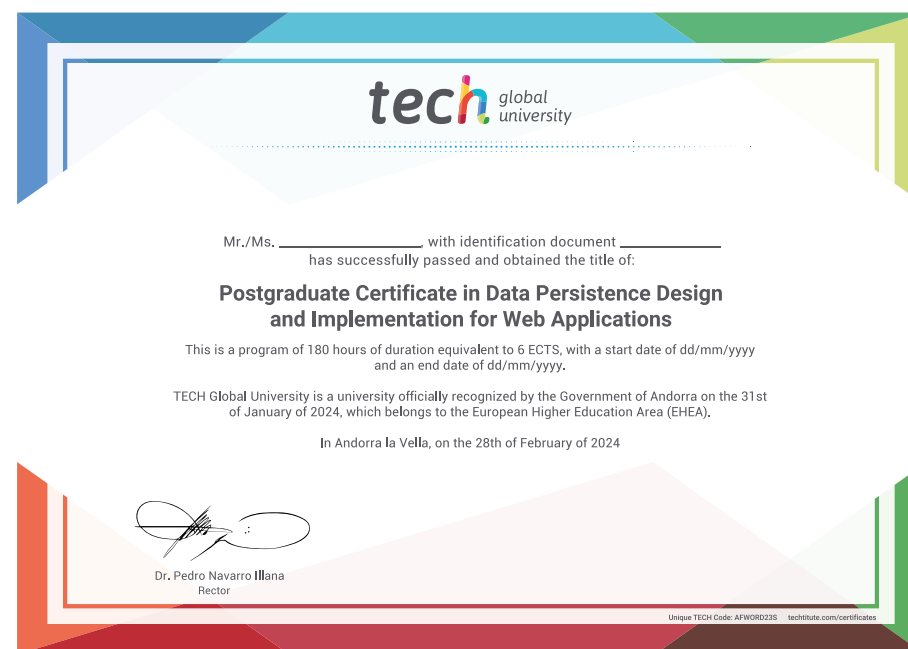 tech global university
Mr./Ms. ______________, with identification document __________
has successfully passed and obtained the title of:
Postgraduate Certificate in Data Persistence Design
and Implementation for Web Applications
This is a program of 180 hours of duration equivalent to 6 ECTS, with a start date of dd/mm/yyyy
and an end date of dd/mm/yyyy.
TECH Global University is a university officially recognized by the Government of Andorra on the 31st
of January of 2024, which belongs to the European Higher Education Area (EHEA).
In Andorra la Vella, on the 28th of February of 2024
Dr. Pedro Navarro Illana
Rector
Unique TECH Code: AFWORD23S techtitute.com/certificates